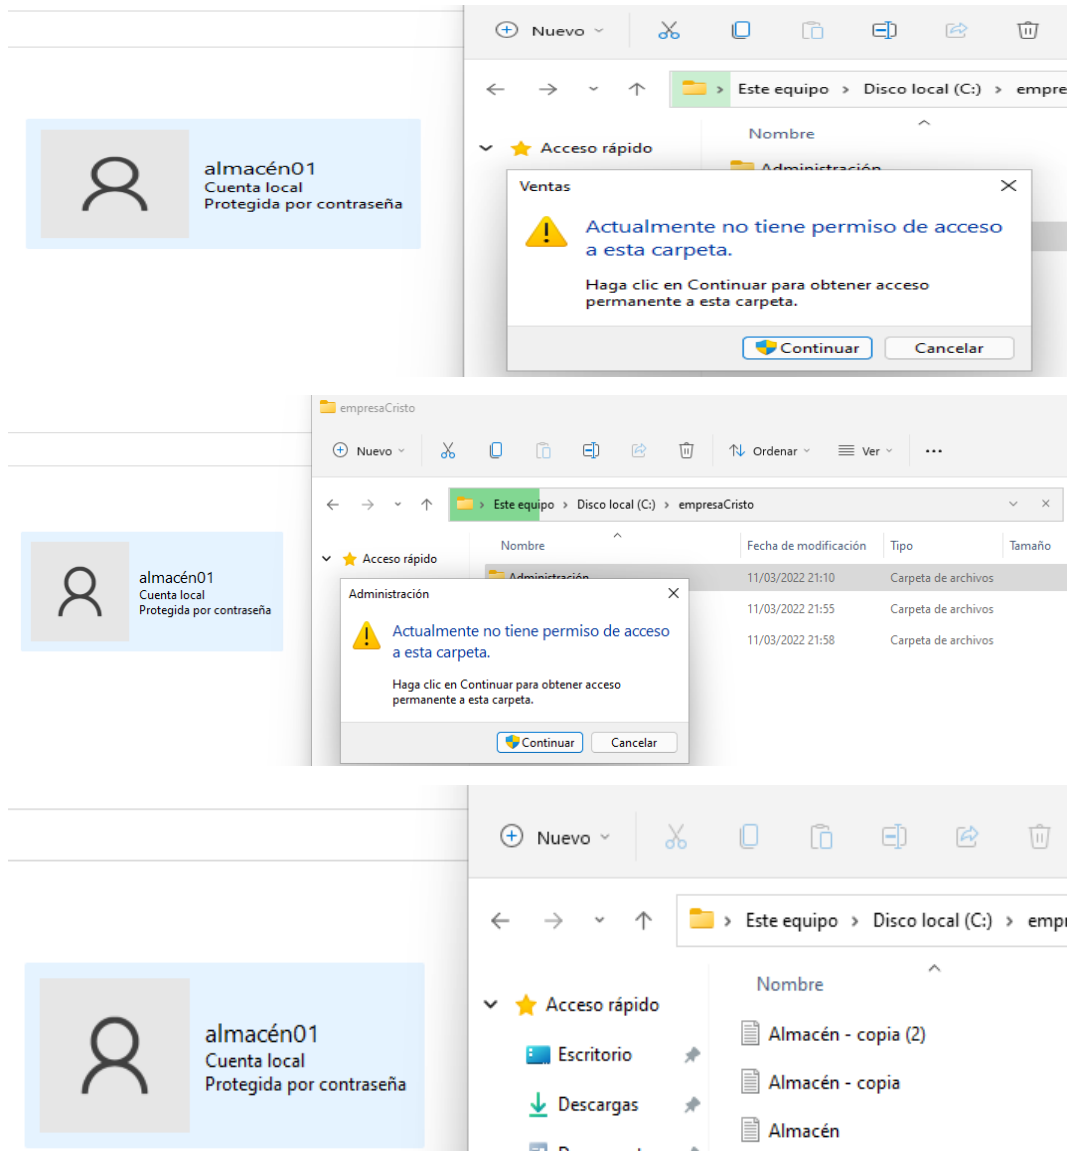 Nuevo
Este equipo > Disco local (C:) > empre
Acceso rápido
Nombre
Administración
almacén01
Cuenta local
Protegida por contraseña
Ventas
Actualmente no tiene permiso de acceso
a esta carpeta.
Haga clic en Continuar para obtener acceso
permanente a esta carpeta.
Continuar
Cancelar
empresaCristo
Nuevo
Ordenar
Ver
Este equipo > Disco local (C:) > empresaCristo
Acceso rápido
Nombre
Fecha de modificación
Tipo
Tamaño
Administración
11/03/2022 21:10
Carpeta de archivos
11/03/2022 21:55
Carpeta de archivos
11/03/2022 21:58
Carpeta de archivos
almacén01
Cuenta local
Protegida por contraseña
Administración
Actualmente no tiene permiso de acceso
a esta carpeta.
Haga clic en Continuar para obtener acceso
permanente a esta carpeta.
Continuar
Cancelar
Nuevo
Este equipo > Disco local (C:) > emp
Acceso rápido
Escritorio
Descargas
Nombre
Almacén - copia (2)
Almacén - copia
Almacén
almacén01
Cuenta local
Protegida por contraseña